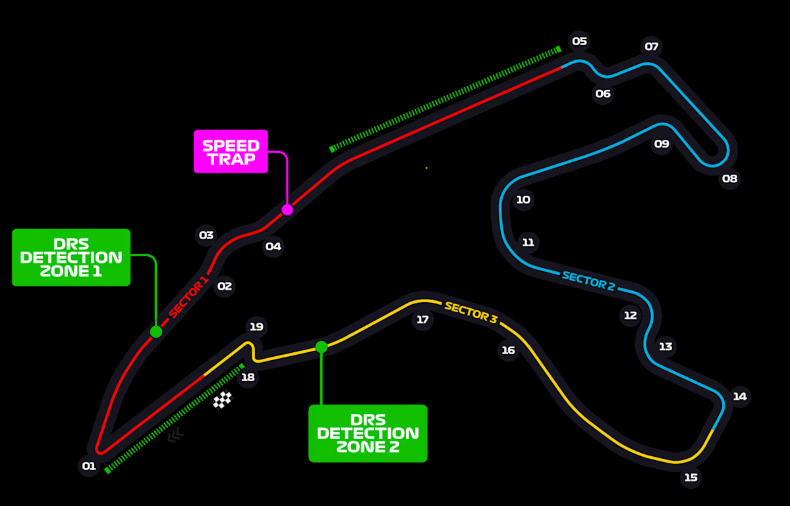 05
07
06
SPEED
TRAP
09
08
10
03
04
11
DRS
DETECTION
ZONE 1
02
SECTOR 1
SECTOR 2
12
19
17
SECTOR 3
16
13
18
14
DRS
DETECTION
ZONE 2
01
15